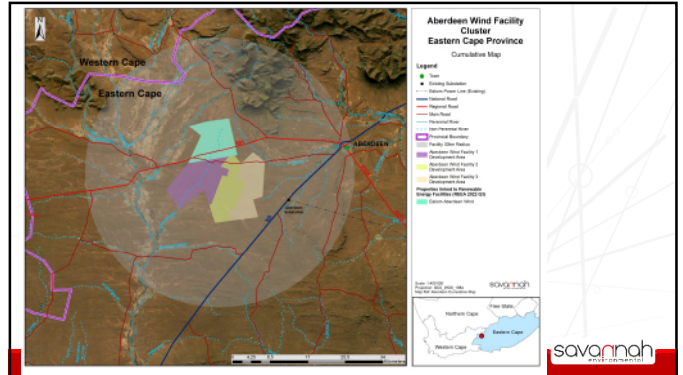 Aberdeen Wind Facility
Cluster
Eastern Cape Province
Cumulative Map
Legend
Town
Existing Substation
Eskom Power Line (Existing)
National Road
Regional Road
Main Road
Perennial River
Non Perennial River
Provincial Boundary
Facility 30km Radius
Aberdeen Wind Facility 1
Development Area
Aberdeen Wind Facility 2
Development Area
Aberdeen Wind Facility 3
Development Area
Properties linked to Renewable
Energy Facilities
Eskom Aberdeen Wind
N
Western Cape
Eastern Cape
ABERDEEN
Aberdeen
Substation
savannah
Northern Cape
Free State
Eastern Cape
Western Cape
savannah
environmental